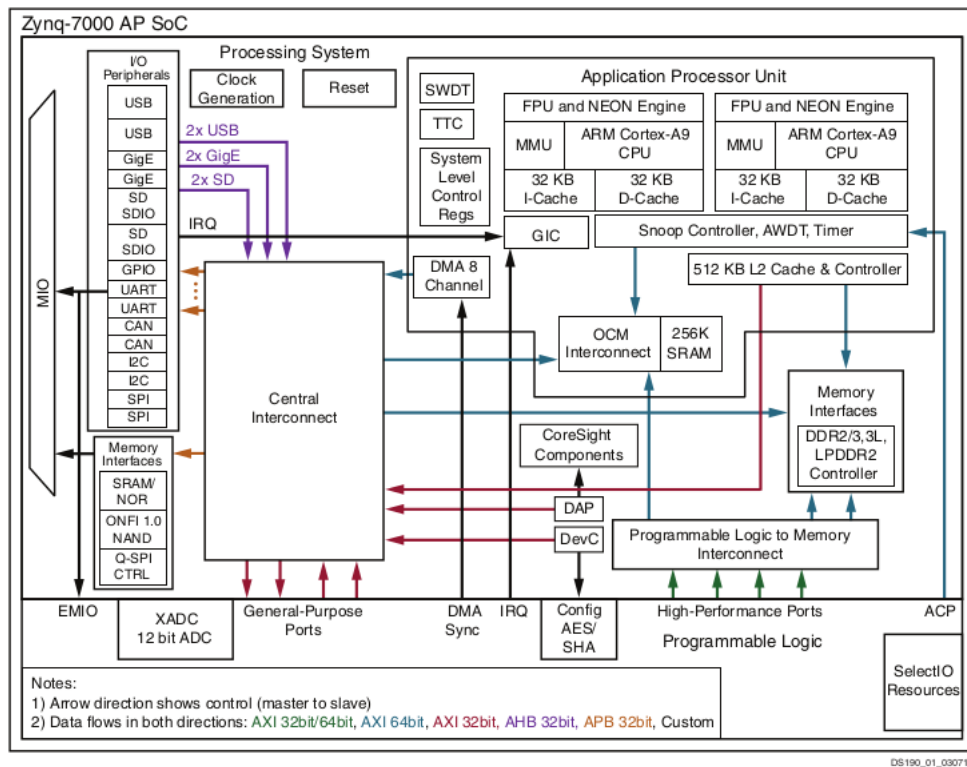 Zynq-7000 AP SoC
Processing System
I/O
Peripherals
USB
USB
GigE
GigE
SD
SDIO
SD
SDIO
GPIO
UART
UART
CAN
CAN
I2C
I2C
SPI
SPI
MIO
Clock
Generation
Reset
2x USB
2x GigE
2x SD
IRQ
Application Processor Unit
SWDT
TTC
System
Level
Control
Regs
FPU and NEON Engine
MMU
ARM Cortex-A9
CPU
32 KB
I-Cache
32 KB
D-Cache
FPU and NEON Engine
MMU
ARM Cortex-A9
CPU
32 KB
I-Cache
32 KB
D-Cache
GIC
Snoop Controller, AWDT, Timer
DMA 8
Channel
512 KB L2 Cache & Controller
OCM
Interconnect
256K
SRAM
Central
Interconnect
Memory
Interfaces
DDR2/3,3L,
LPDDR2
Controller
CoreSight
Components
DAP
DevC
Programmable Logic to Memory
Interconnect
Memory
Interfaces
SRAM/
NOR
ONFI 1.0
NAND
Q-SPI
CTRL
EMIO
XADC
12 bit ADC
General-Purpose
Ports
DMA
Sync
IRQ
Config
AES/
SHA
High-Performance Ports
ACP
Programmable Logic
SelectIO
Resources
Notes:
1) Arrow direction shows control (master to slave)
2) Data flows in both directions: AXI 32bit/64bit, AXI 64bit, AXI 32bit, AHB 32bit, APB 32bit, Custom
DS190_01_03071